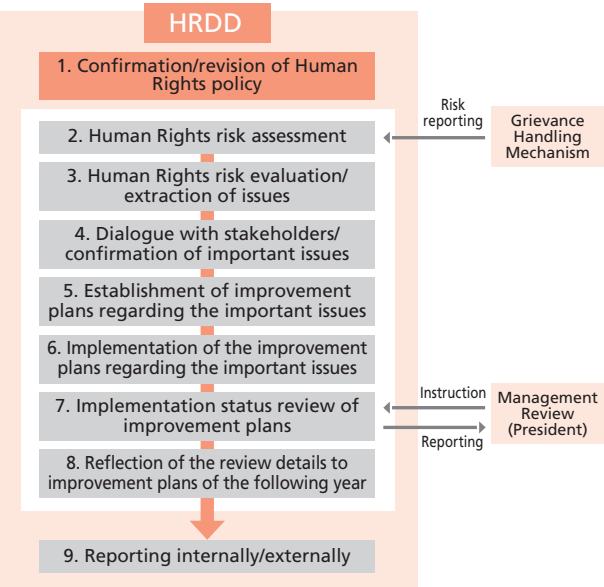 HRDD
1. Confirmation/revision of Human
Rights policy
Risk
reporting
Grievance
Handling
Mechanism
2. Human Rights risk assessment
3. Human Rights risk evaluation/
extraction of issues
4. Dialogue with stakeholders/
confirmation of important issues
5. Establishment of improvement
plans regarding the important issues
6. Implementation of the improvement
plans regarding the important issues
7. Implementation status review of
improvement plans
Instruction
Reporting
Management
Review
(President)
8. Reflection of the review details to
improvement plans of the following year
9. Reporting internally/externally